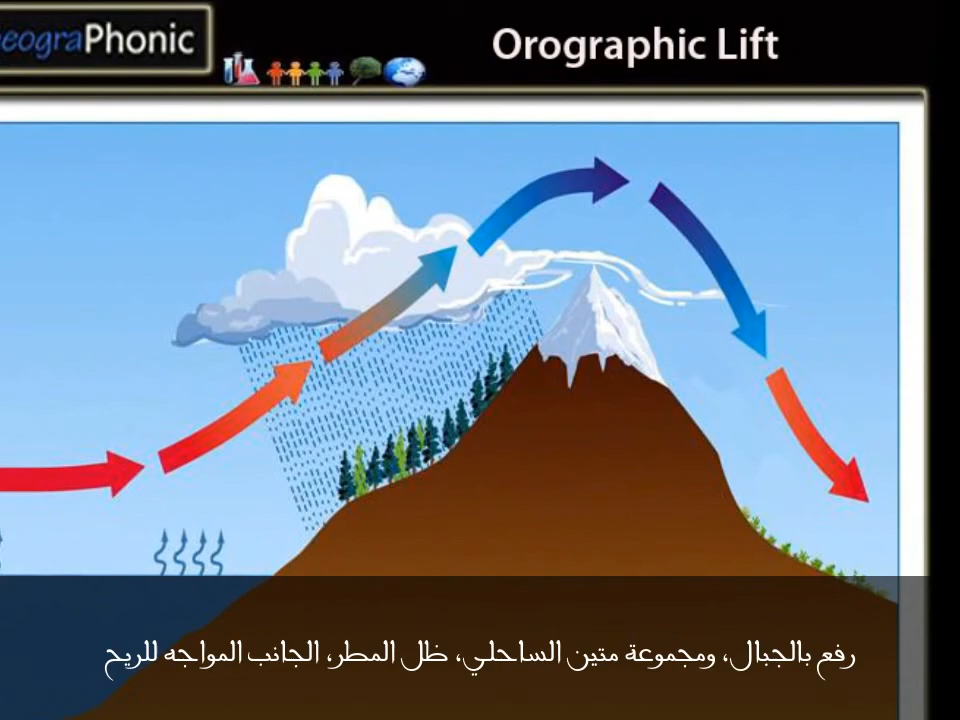 eograPhonic
Orographic Lift
رفع بالجبال، ومجموعة متين الساحلي، ظل المطر، الجانب المواجه للريح